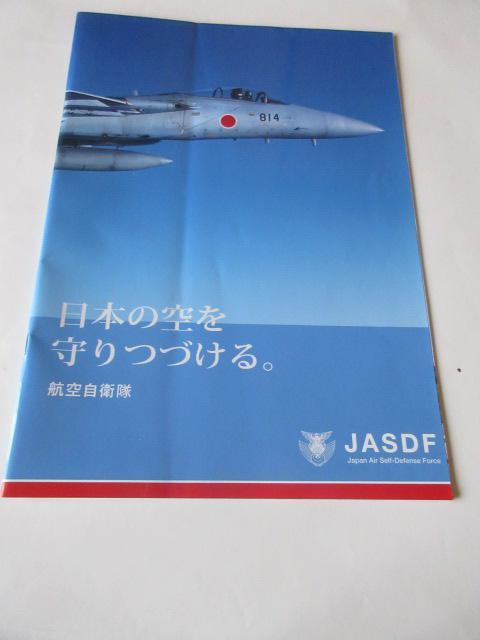 814
日本の空を
守りつづける。
航空自衛隊
JASDF
Japan Air Self-Defense Force